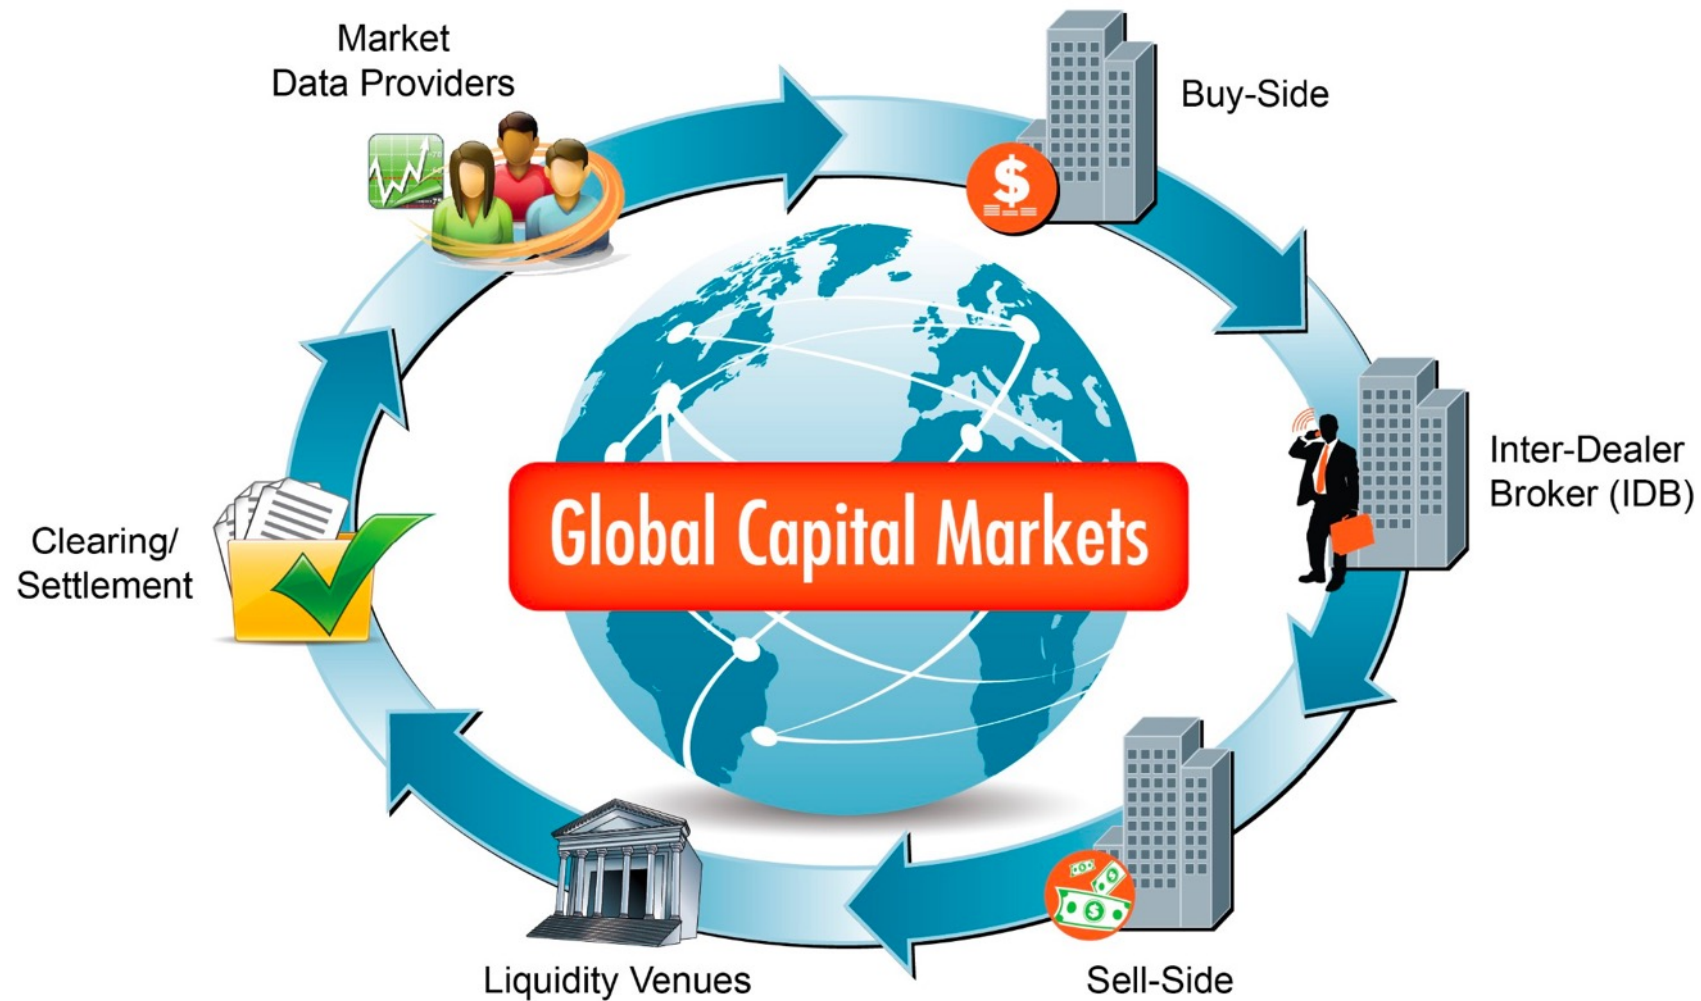 Market
Data Providers
Buy-Side
$
Inter-Dealer
Broker (IDB)
Global Capital Markets
Clearing/
Settlement
$
$
$
Liquidity Venues
Sell-Side